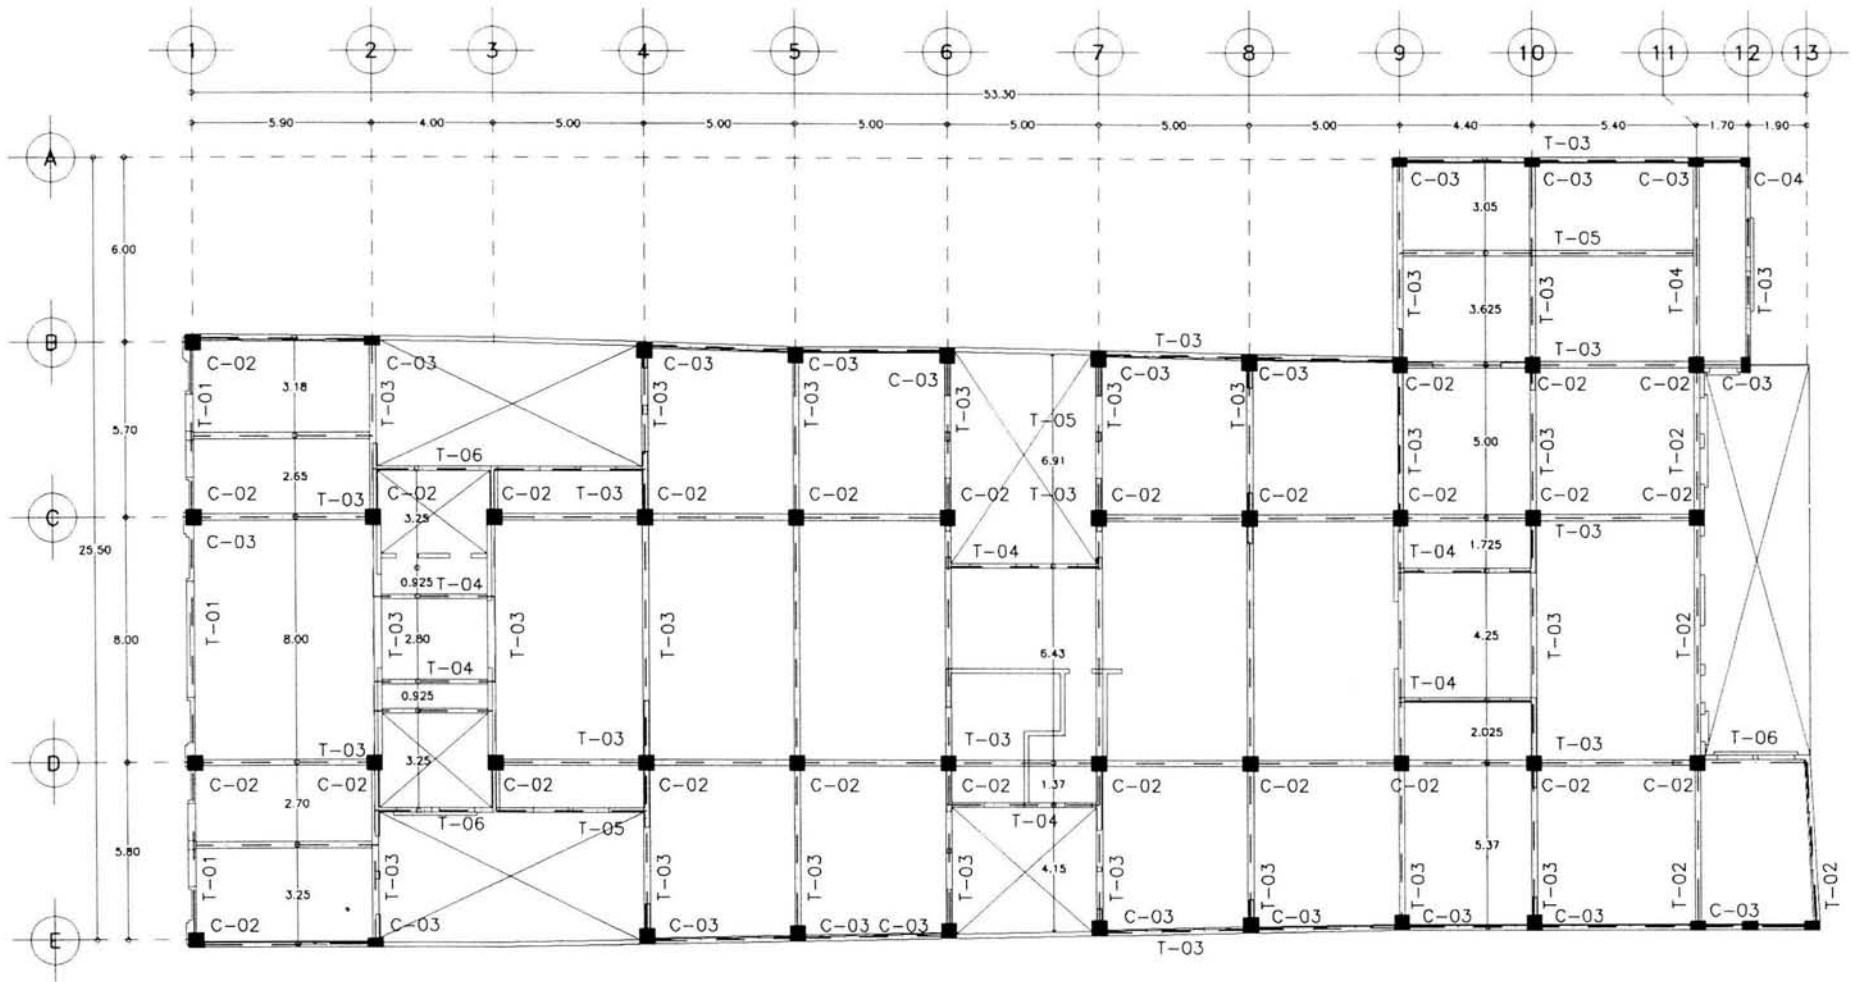 1 2 3 4 5 6 7 8 9 10 11 12 13
53.30
5.90 4.00 5.00 5.00 5.00 5.00 5.00 5.00 4.40 5.40 1.70 1.90
T-03
A
C-03 C-03 C-03 C-04
3.05
6.00
T-05
T-03 3.625 T-03 T-04 T-03
B
T-03 T-03
C-02 C-03 C-03 C-03 C-03 C-03 C-03 C-02 C-02 C-02 C-03
3.18
T-01 T-03 T-03 T-03 T-03 T-03 T-03
T-05
5.70
T-06 6.91 T-03 5.00 T-03 T-02
2.65
C-02 T-03 C-02 C-02 T-03 C-02 C-02 C-02 T-03 C-02 C-02 C-02 C-02 C-02
3.25
C
C-03 T-03
25.50
T-04 T-04 1.725
0.925 T-04
T-01 8.00 T-03 2.80 T-03 T-03 4.25 T-03 T-02
8.00
6.43
T-04 T-04
0.925
2.025
T-03 T-03 T-03 T-03 T-06
D
3.25
C-02 C-02 C-02 C-02 C-02 C-02 C-02 C-02 C-02 C-02 C-02
1.37
2.70
T-06 T-05 T-04
5.80
5.37
T-01 T-03 T-03 T-03 T-03 4.15 T-03 T-03 T-03 T-03 T-02 T-02
3.25
C-02 C-03 C-03 C-03 C-03 C-03 C-03 C-03 C-03 C-03
E
T-03